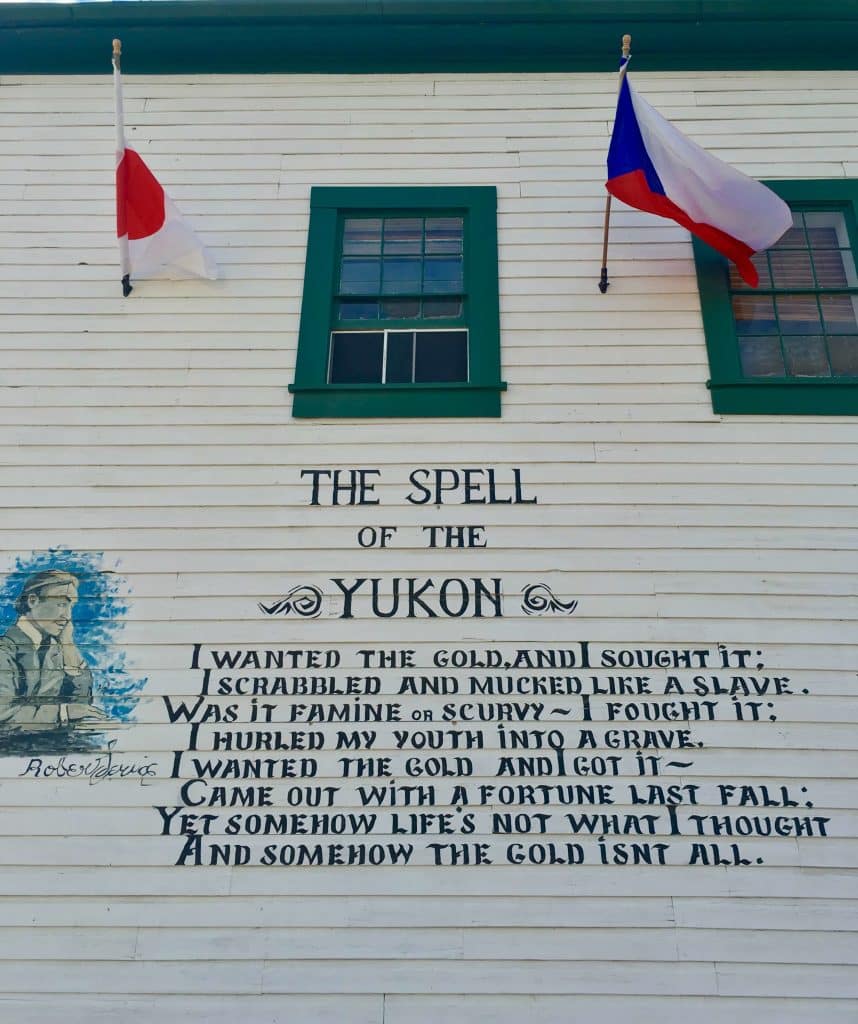 THE SPELL
OF THE
YUKON
I WANTED THE GOLD, AND I SOUGHT IT;
I SCRABBLED AND MUCKED LIKE A SLAVE.
WAS IT FAMINE OR SCURVY~I FOUGHT IT;
I HURLED MY YOUTH INTO A GRAVE.
I WANTED THE GOLD AND I GOT IT~
CAME OUT WITH A FORTUNE LAST FALL;
YET SOMEHOW LIFE'S NOT WHAT I THOUGHT
AND SOMEHOW THE GOLD ISNT ALL.
Robert